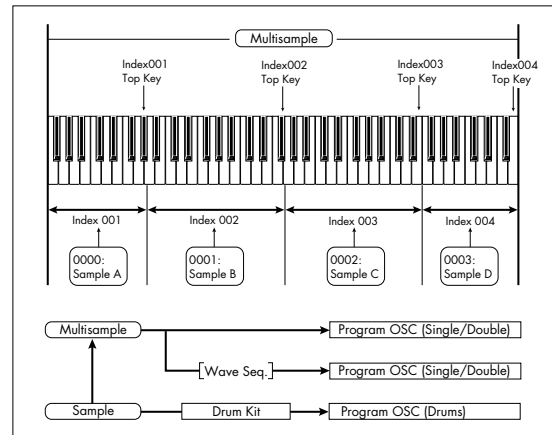 Multisample
Index001 Index002 Index003 Index004
Top Key Top Key Top Key Top Key
Index 001 Index 002 Index 003 Index 004
0000: 0001: 0002: 0003:
Sample A Sample B Sample C Sample D
Multisample Program OSC (Single/Double)
[Wave Seq.] Program OSC (Single/Double)
Sample Drum Kit Program OSC (Drums)